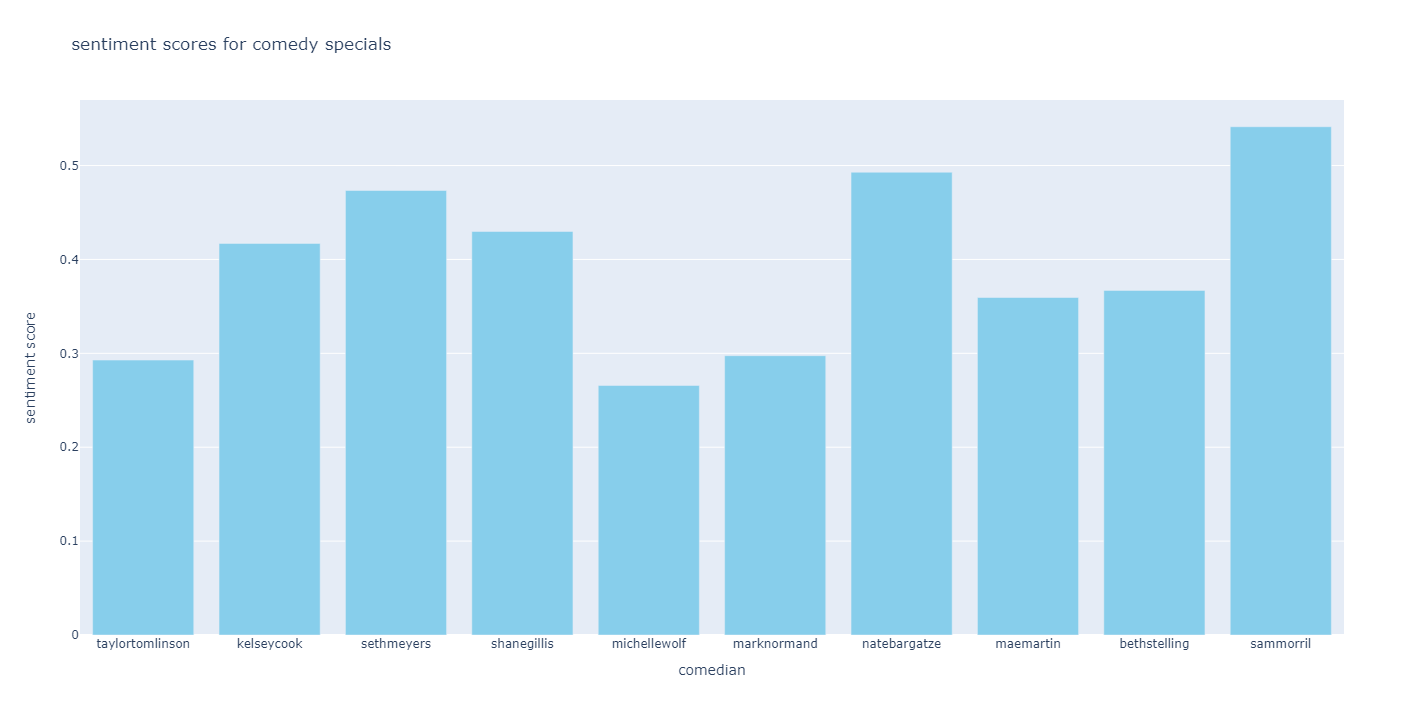 sentiment scores for comedy specials
sentiment score
0.5
0.4
0.3
0.2
0.1
0
taylortomlinson kelseycook sethmeyers shanegillis michellewolf marknormand natebargatze maemartin bethstelling sammorril
comedian